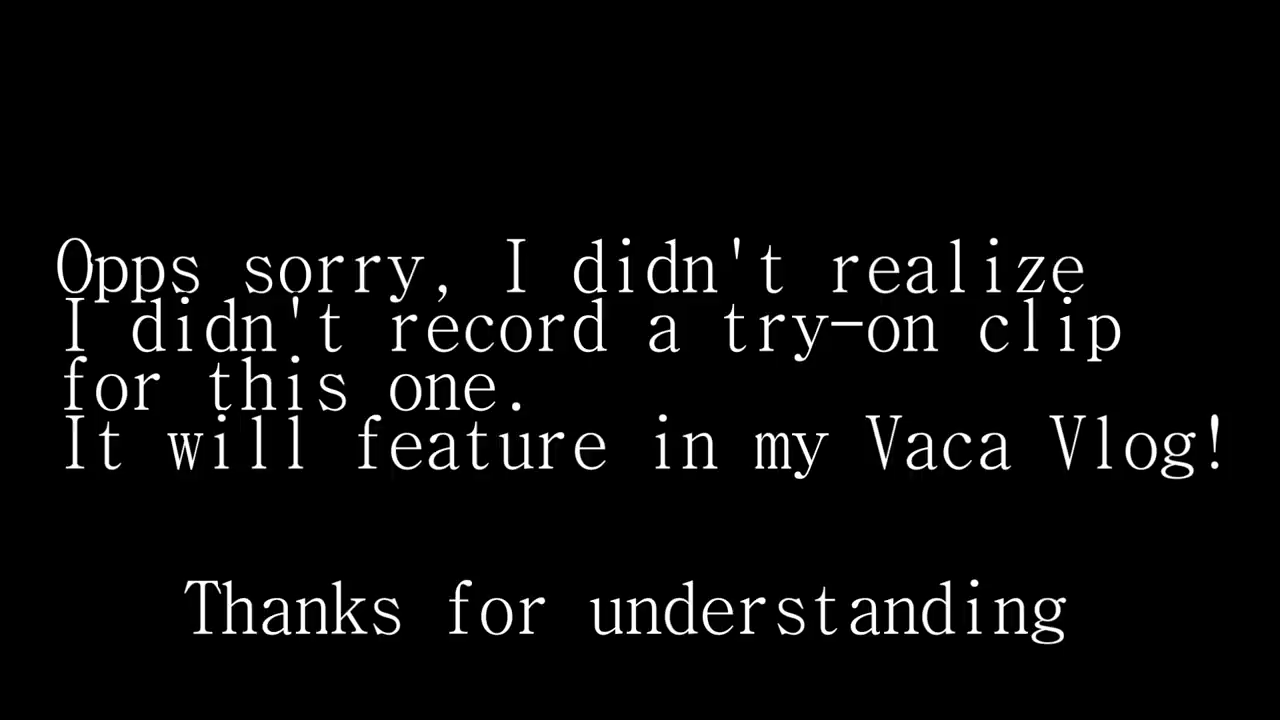 Opps sorry, I didn't realize
I didn't record a try-on clip
for this one.
It will feature in my Vaca Vlog!
Thanks for understanding